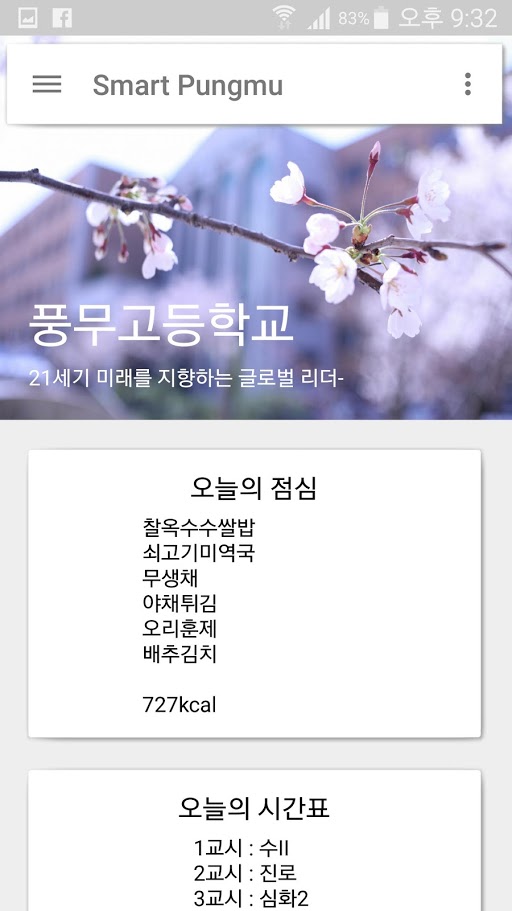 83% 오후 9:32
Smart Pungmu
풍무고등학교
21세기 미래를 지향하는 글로벌 리더-
오늘의 점심
찰옥수수쌀밥
쇠고기미역국
무생채
야채튀김
오리훈제
배추김치
727kcal
오늘의 시간표
1교시 : 수II
2교시 : 진로
3교시 : 심화2